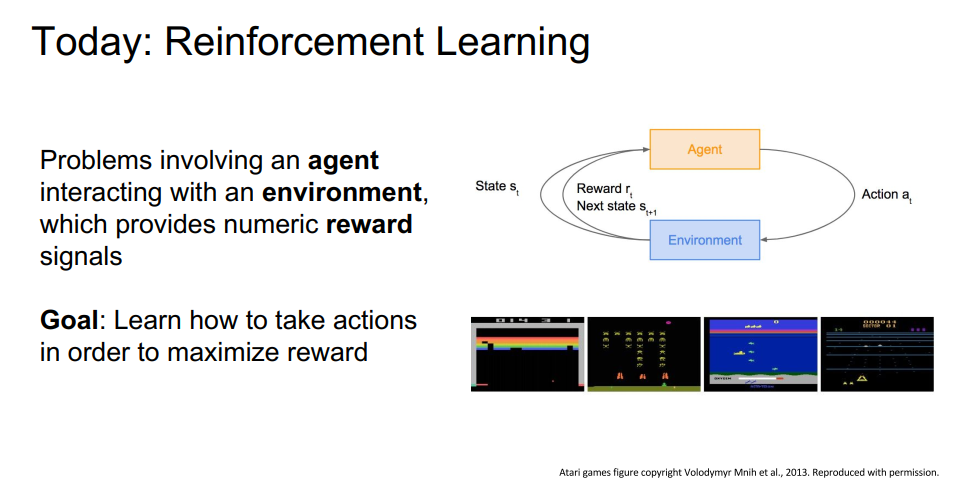 Today: Reinforcement Learning
Problems involving an agent
interacting with an environment,
which provides numeric reward
signals
Goal: Learn how to take actions
in order to maximize reward
Agent
State s_t
Reward r_t
Next state s_t+1
Action a_t
Environment
Atari games figure copyright Volodymyr Mnih et al., 2013. Reproduced with permission.